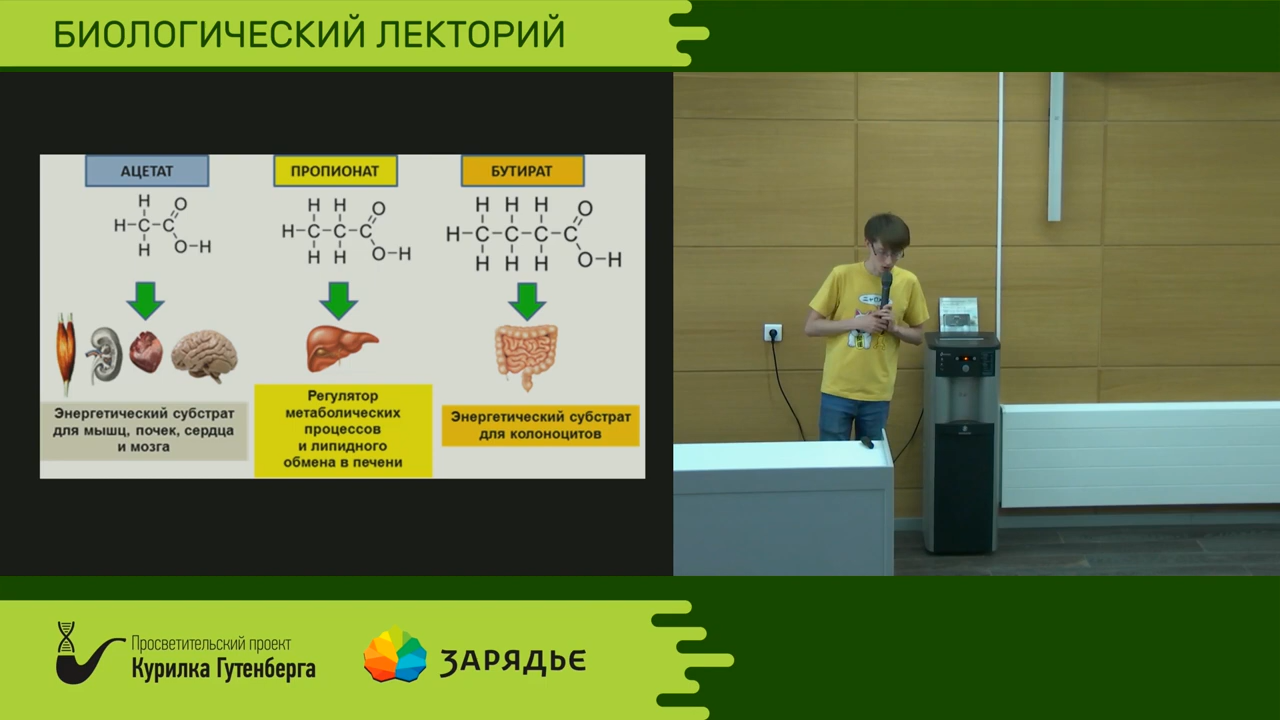 БИОЛОГИЧЕСКИЙ ЛЕКТОРИЙ
АЦЕТАТ
ПРОПИОНАТ
БУТИРАТ
H O
H–C–C
H O–H
H H O
H–C–C–C
H H O–H
H H H O
H–C–C–C–C
H H H O–H
Энергетический субстрат
для мышц, почек, сердца
и мозга
Регулятор
метаболических
процессов
и липидного
обмена в печени
Энергетический субстрат
для колоноцитов
Просветительский проект
Курилка Гутенберга
ЗАРЯДЬЕ